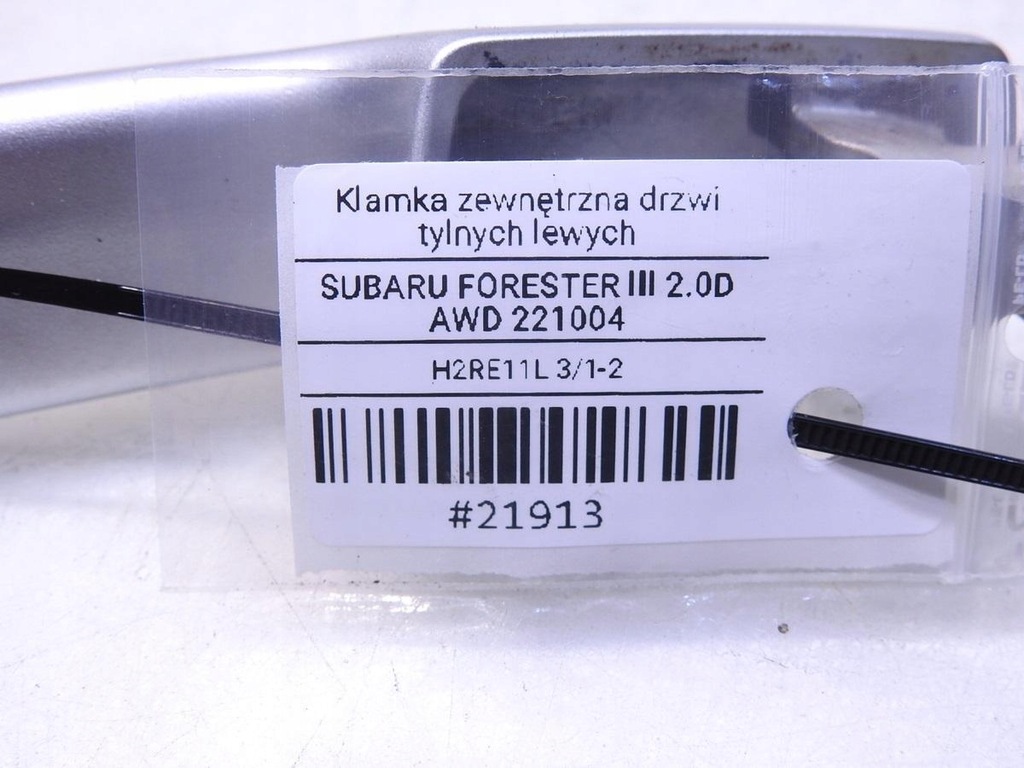 Klamka zewnętrzna drzwi
tylnych lewych
SUBARU FORESTER III 2.0D
AWD 221004
H2RE11L 3/1-2
#21913